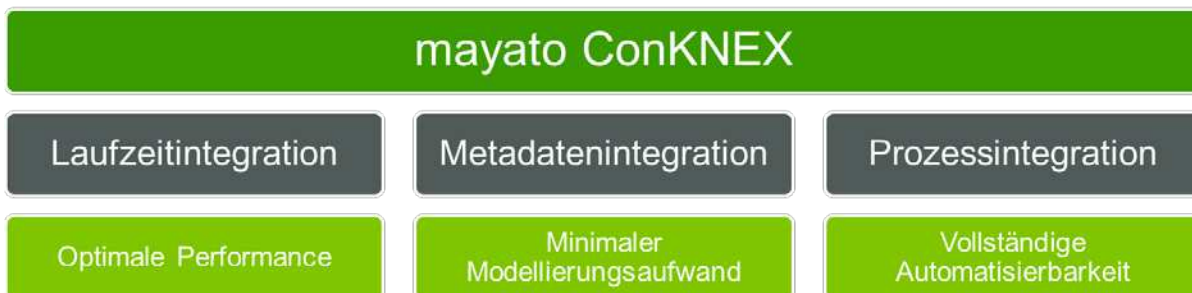 mayato ConKNEX
Laufzeitintegration
Metadatenintegration
Prozessintegration
Optimale Performance
Minimaler
Modellierungsaufwand
Vollständige
Automatisierbarkeit